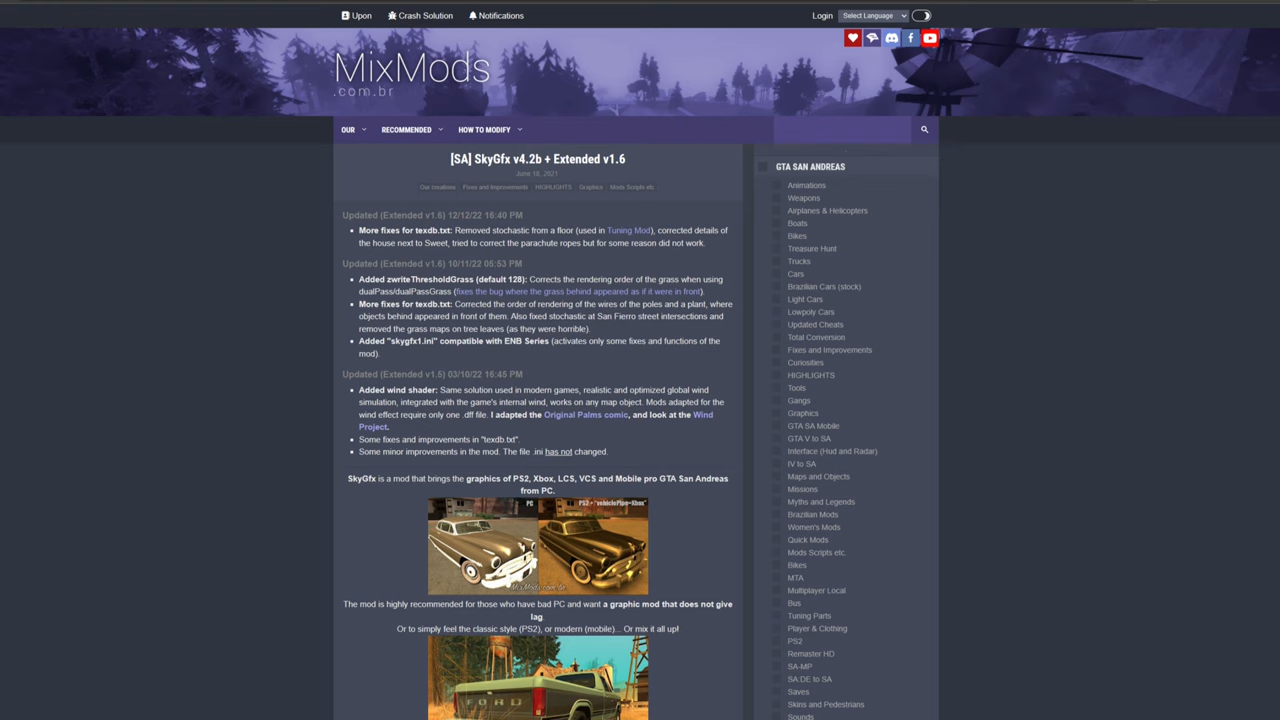 Upon
Crash Solution
Notifications
Login
Select Language
MixMods
.com.br
OUR
RECOMMENDED
HOW TO MODIFY
[SA] SkyGfx v4.2b + Extended v1.6
June 16, 2021
Our creations Fixes and Improvements HIGHLIGHTS Graphics Mods Scripts etc
Updated (Extended v1.6) 12/12/22 16:40 PM
More fixes for texdb.txt: Removed stochastic from a floor (used in Tuning Mod), corrected details of
the house next to Sweet, tried to correct the parachute ropes but for some reason did not work.
Updated (Extended v1.6) 10/11/22 05:53 PM
Added zwriteThresholdGrass (default 128): Corrects the rendering order of the grass when using
dualPass/dualPassGrass (fixes the bug where the grass behind appeared as if it were in front).
More fixes for texdb.txt: Corrected the order of rendering of the wires of the poles and a plant, where
objects behind appeared in front of them. Also fixed stochastic at San Fierro street intersections and
removed the grass maps on tree leaves (as they were horrible).
Added "skygfx1.ini" compatible with ENB Series (activates only some fixes and functions of the
mod).
Updated (Extended v1.5) 03/10/22 16:45 PM
Added wind shader: Same solution used in modern games, realistic and optimized global wind
simulation, integrated with the game's internal wind, works on any map object. Mods adapted for the
wind effect require only one .dff file. I adapted the Original Palms comic, and look at the Wind
Project.
Some fixes and improvements in "texdb.txt".
Some minor improvements in the mod. The file .ini has not changed.
SkyGfx is a mod that brings the graphics of PS2, Xbox, LCS, VCS and Mobile pro GTA San Andreas
from PC.
PC
PS2 + "vehiclePipe=Xbox"
MixMods.com.br
The mod is highly recommended for those who have bad PC and want a graphic mod that does not give
lag.
Or to simply feel the classic style (PS2), or modern (mobile)... Or mix it all up!
FORD
GTA SAN ANDREAS
Animations
Weapons
Airplanes & Helicopters
Boats
Bikes
Treasure Hunt
Trucks
Cars
Brazilian Cars (stock)
Light Cars
Lowpoly Cars
Updated Cheats
Total Conversion
Fixes and Improvements
Curiosities
HIGHLIGHTS
Tools
Gangs
Graphics
GTA SA Mobile
GTA V to SA
Interface (Hud and Radar)
IV to SA
Maps and Objects
Missions
Myths and Legends
Brazilian Mods
Women's Mods
Quick Mods
Mods Scripts etc.
Bikes
MTA
Multiplayer Local
Bus
Tuning Parts
Player & Clothing
PS2
Remaster HD
SA-MP
SA:DE to SA
Saves
Skins and Pedestrians
Sounds